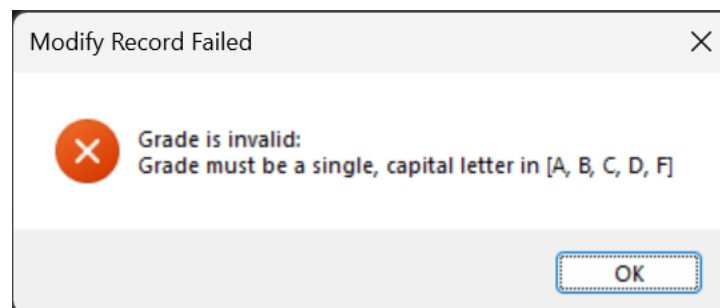 Modify Record Failed
Grade is invalid:
Grade must be a single, capital letter in [A, B, C, D, F]
OK